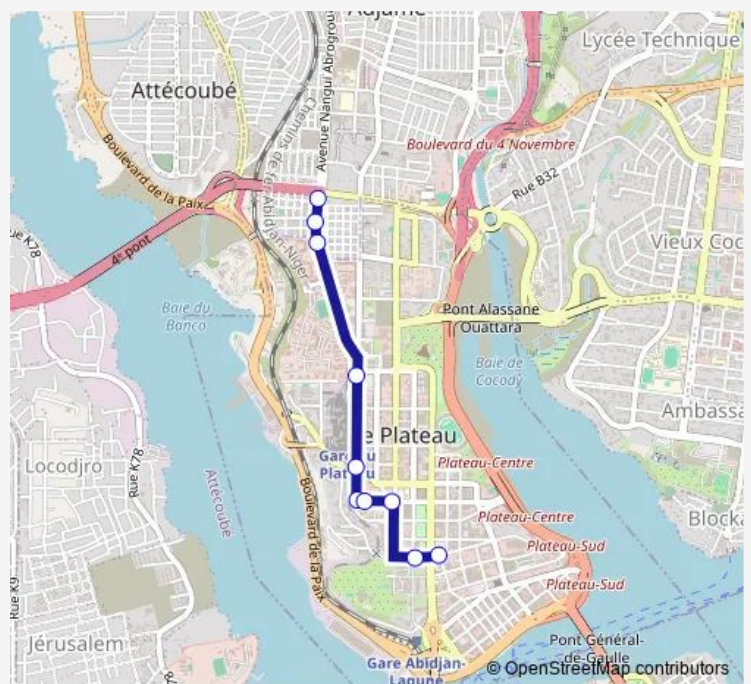 Adjamé
Lycée Technique
Attécoubé
Avenue Nangui Abrogoua
Chemins de fer Abidjan-Niger
Boulevard du 4 Novembre
Boulevard de la Paix
Rue B32
ue K78
4e pont
Vieux Coc
Baie du
Banco
Pont Alassane
Ouattara
Baie de
Cocody
Ambassa
e Plateau
Locodjro
Rue K78
Gare du
Plateau
Plateau-Centre
Attécoubé
Boulevard de la Paix
Plateau-Centre
Blocka
Plateau-Sud
Rue K9
Plateau-Sud
Jérusalem
Pont Général-
de-Gaulle
Gare Abidjan-
Lagune
© OpenStreetMap contributors